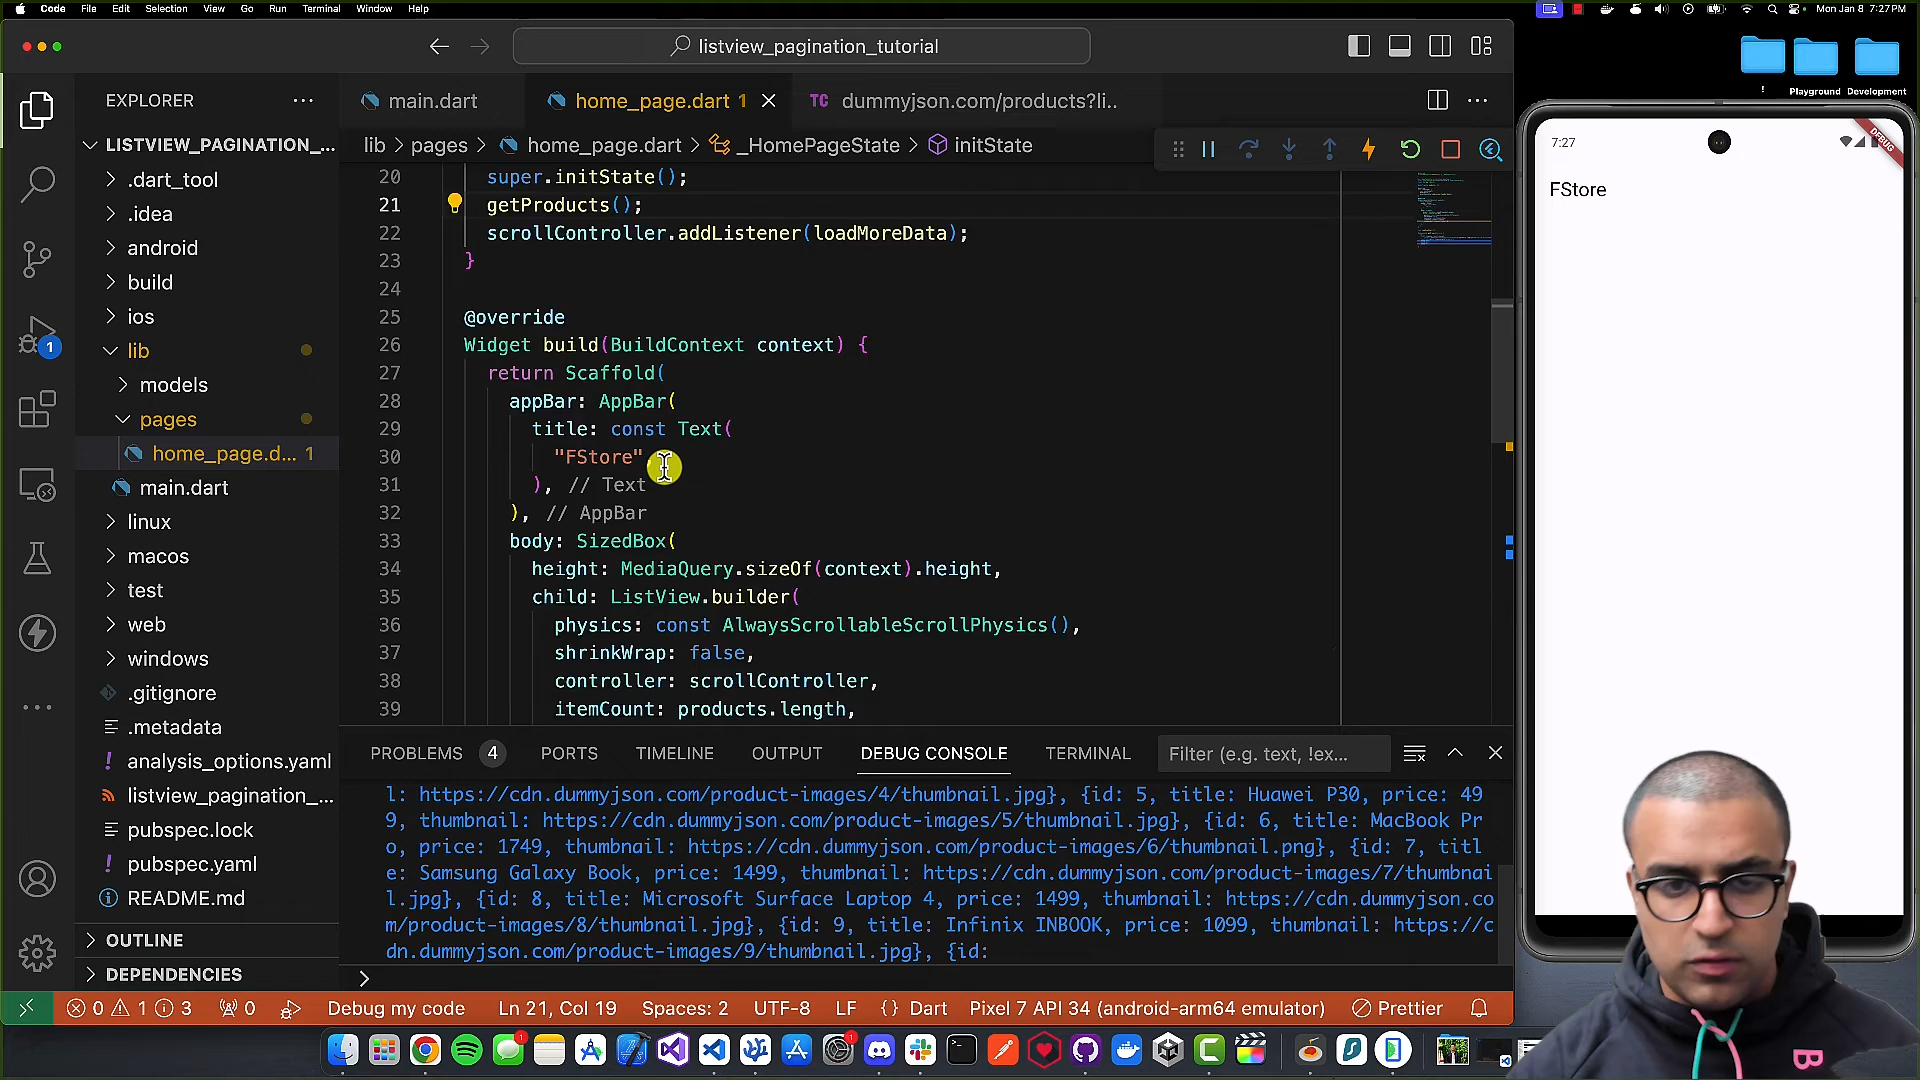 Code File Edit Selection View Go Run Terminal Window Help
Mon Jan 8 7:27PM
listview_pagination_tutorial
EXPLORER
LISTVIEW_PAGINATION_...
.dart_tool
.idea
android
build
ios
lib
models
pages
home_page.d... 1
main.dart
linux
macos
test
web
windows
.gitignore
.metadata
analysis_options.yaml
listview_pagination_...
pubspec.lock
pubspec.yaml
README.md
OUTLINE
DEPENDENCIES
1
main.dart
home_page.dart 1
TC dummyjson.com/products?li..
lib > pages > home_page.dart > _HomePageState > initState
20 super.initState();
21 getProducts();
22 scrollController.addListener(loadMoreData);
23 }
24
25 @override
26 Widget build(BuildContext context) {
27 return Scaffold(
28 appBar: AppBar(
29 title: const Text(
30 "FStore"
31 ), // Text
32 ), // AppBar
33 body: SizedBox(
34 height: MediaQuery.sizeOf(context).height,
35 child: ListView.builder(
36 physics: const AlwaysScrollableScrollPhysics(),
37 shrinkWrap: false,
38 controller: scrollController,
39 itemCount: products.length,
PROBLEMS 4 PORTS TIMELINE OUTPUT DEBUG CONSOLE TERMINAL Filter (e.g. text, !ex...
l: https://cdn.dummyjson.com/product-images/4/thumbnail.jpg}, {id: 5, title: Huawei P30, price: 49
9, thumbnail: https://cdn.dummyjson.com/product-images/5/thumbnail.jpg}, {id: 6, title: MacBook Pr
o, price: 1749, thumbnail: https://cdn.dummyjson.com/product-images/6/thumbnail.png}, {id: 7, titl
e: Samsung Galaxy Book, price: 1499, thumbnail: https://cdn.dummyjson.com/product-images/7/thumbnai
l.jpg}, {id: 8, title: Microsoft Surface Laptop 4, price: 1499, thumbnail: https://cdn.dummyjson.co
m/product-images/8/thumbnail.jpg}, {id: 9, title: Infinix INBOOK, price: 1099, thumbnail: https://c
dn.dummyjson.com/product-images/9/thumbnail.jpg}, {id:
0 1 3 0 Debug my code Ln 21, Col 19 Spaces: 2 UTF-8 LF {} Dart Pixel 7 API 34 (android-arm64 emulator) Prettier
! Playground Development
7:27
DEBUG
FStore